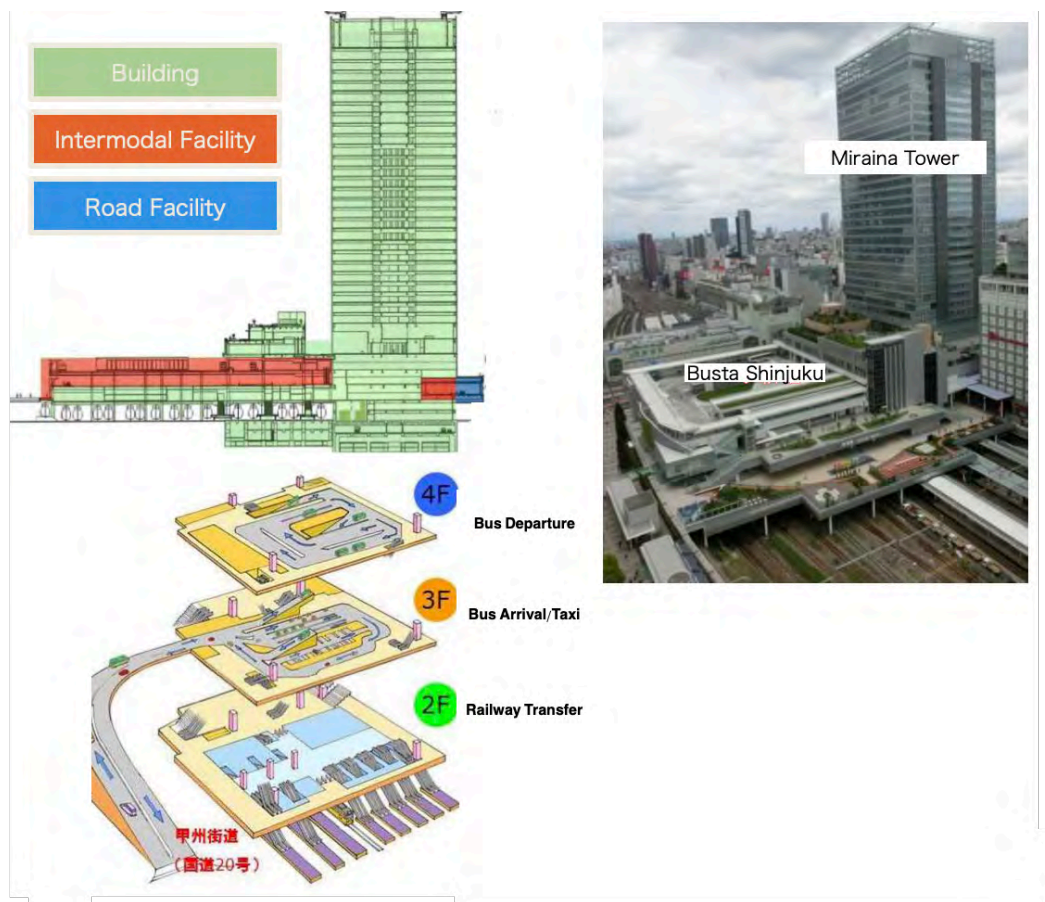 Building
Intermodal Facility
Road Facility
Miraina Tower
Busta Shinjuku
4F
Bus Departure
3F
Bus Arrival/Taxi
2F
Railway Transfer
甲州街道
（国道20号）